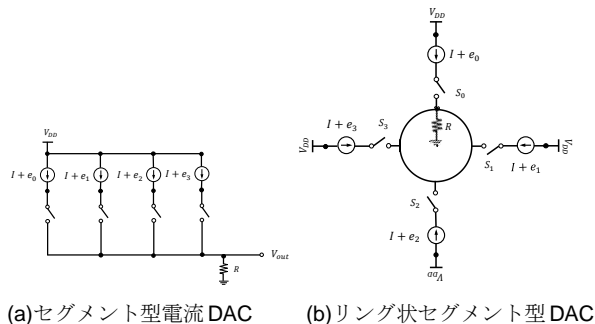 V_DD
I + e_0
S_0
R
I + e_3
S_3
V_DD
S_1
I + e_1
V_DD
S_2
I + e_2
V_DD
V_DD
I + e_0
I + e_1
I + e_2
I + e_3
V_out
R
(a)セグメント型電流DAC
(b)リング状セグメント型DAC